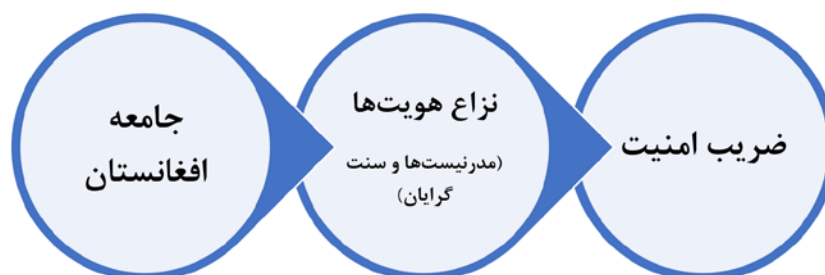 جامعه
افغانستان
نزاع هویت‌ها
(مدرنیست‌ها و سنت
گرایان)
ضریب امنیت